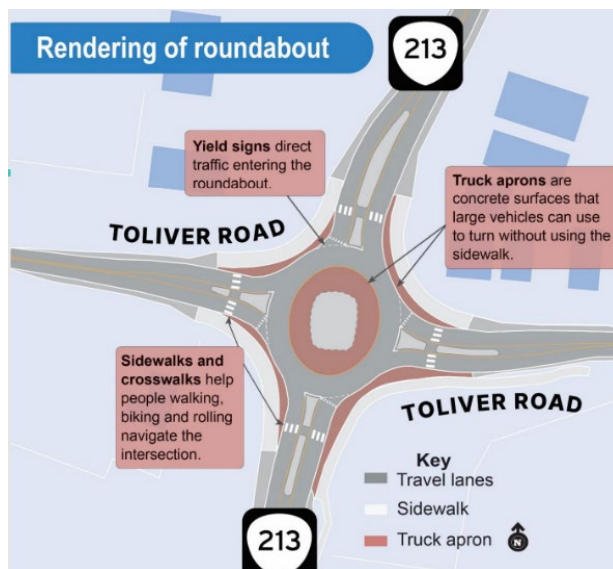 Rendering of roundabout
213
Yield signs direct
traffic entering the
roundabout.
Truck aprons are
concrete surfaces that
large vehicles can use
to turn without using the
sidewalk.
TOLIVER ROAD
Sidewalks and
crosswalks help
people walking,
biking and rolling
navigate the
intersection.
TOLIVER ROAD
Key
Travel lanes
Sidewalk
Truck apron
N
213